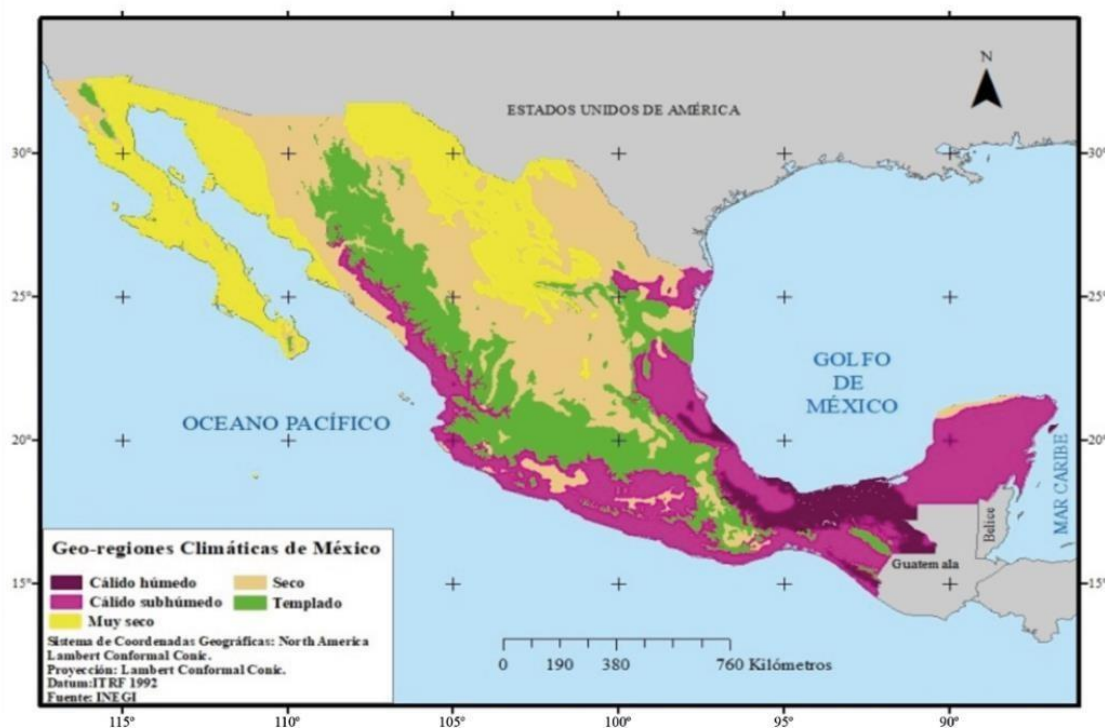 N
ESTADOS UNIDOS DE AMÉRICA
30°
30°
25°
25°
GOLFO
DE
MÉXICO
OCEANO PACÍFICO
20°
20°
MAR CARIBE
Belice
Guatemala
15°
15°
Geo-regiones Climáticas de México
Cálido húmedo
Seco
Cálido subhúmedo
Templado
Muy seco
Sistema de Coordenadas Geográficas: North America
Lambert Conformal Conic.
Proyección: Lambert Conformal Conic.
Datum:ITRF 1992
Fuente: INEGI
0 190 380 760 Kilómetros
115° 110° 105° 100° 95° 90°